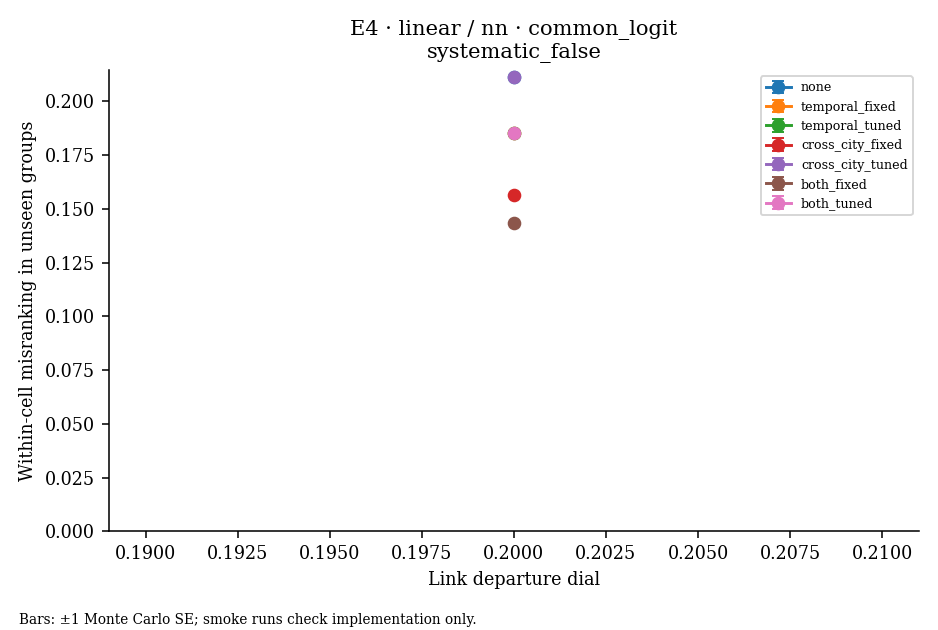 E4 · linear / nn · common_logit
systematic_false
Within-cell misranking in unseen groups
0.200
0.175
0.150
0.125
0.100
0.075
0.050
0.025
0.000
none
temporal_fixed
temporal_tuned
cross_city_fixed
cross_city_tuned
both_fixed
both_tuned
0.1900 0.1925 0.1950 0.1975 0.2000 0.2025 0.2050 0.2075 0.2100
Link departure dial
Bars: ±1 Monte Carlo SE; smoke runs check implementation only.